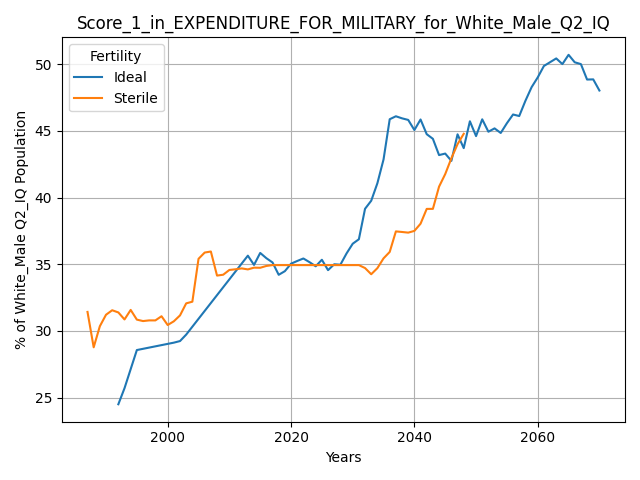 Score_1_in_EXPENDITURE_FOR_MILITARY_for_White_Male_Q2_IQ
Fertility
Ideal
Sterile
% of White_Male Q2_IQ Population
50
45
40
35
30
25
2000
2020
2040
2060
Years